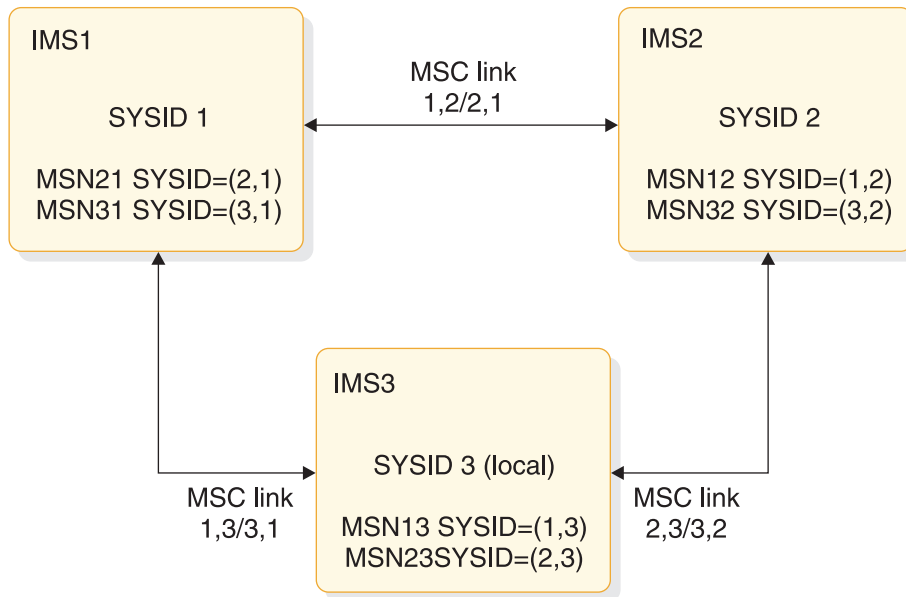 IMS1
SYSID 1
MSN21 SYSID=(2,1)
MSN31 SYSID=(3,1)
MSC link
1,2/2,1
IMS2
SYSID 2
MSN12 SYSID=(1,2)
MSN32 SYSID=(3,2)
IMS3
SYSID 3 (local)
MSN13 SYSID=(1,3)
MSN23SYSID=(2,3)
MSC link
1,3/3,1
MSC link
2,3/3,2